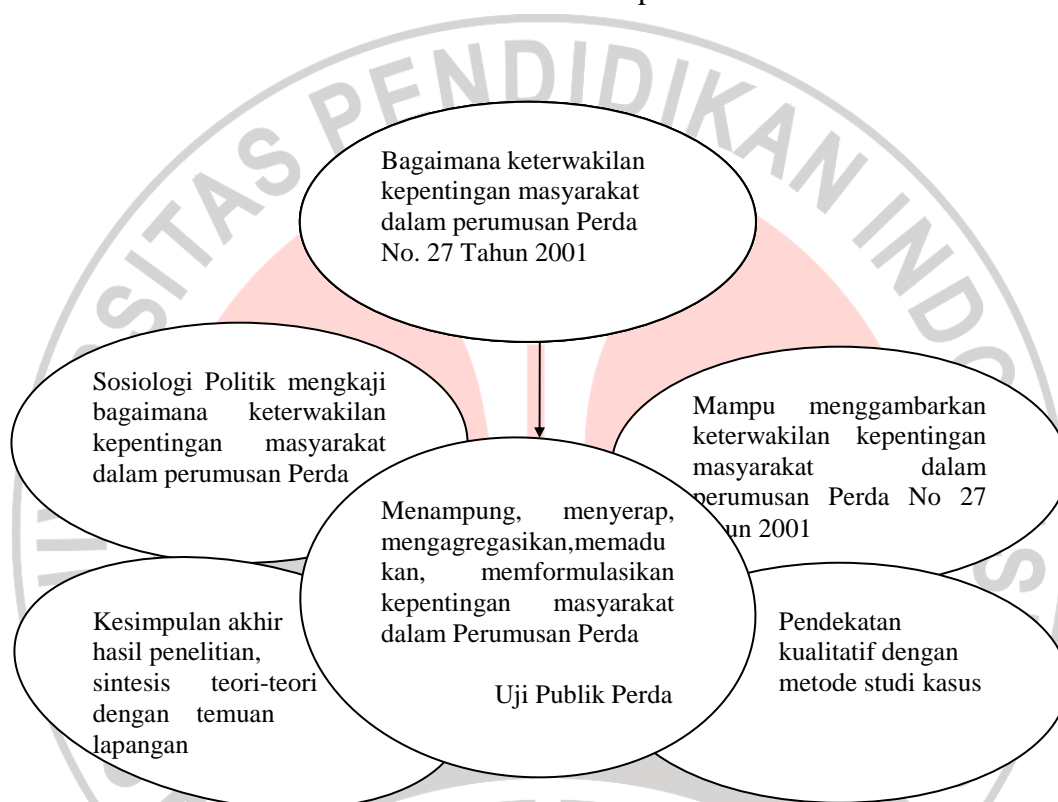 PENDIDIKAN
Bagaimana keterwakilan
kepentingan masyarakat
dalam perumusan Perda
No. 27 Tahun 2001
Sosiologi Politik mengkaji
bagaimana keterwakilan
kepentingan masyarakat
dalam perumusan Perda
Mampu menggambarkan
keterwakilan kepentingan
masyarakat dalam
perumusan Perda No 27
un 2001
Menampung, menyerap,
mengagregasikan,memadu
kan, memformulasikan
kepentingan masyarakat
dalam Perumusan Perda
Uji Publik Perda
Kesimpulan akhir
hasil penelitian,
sintesis teori-teori
dengan temuan
lapangan
Pendekatan
kualitatif dengan
metode studi kasus